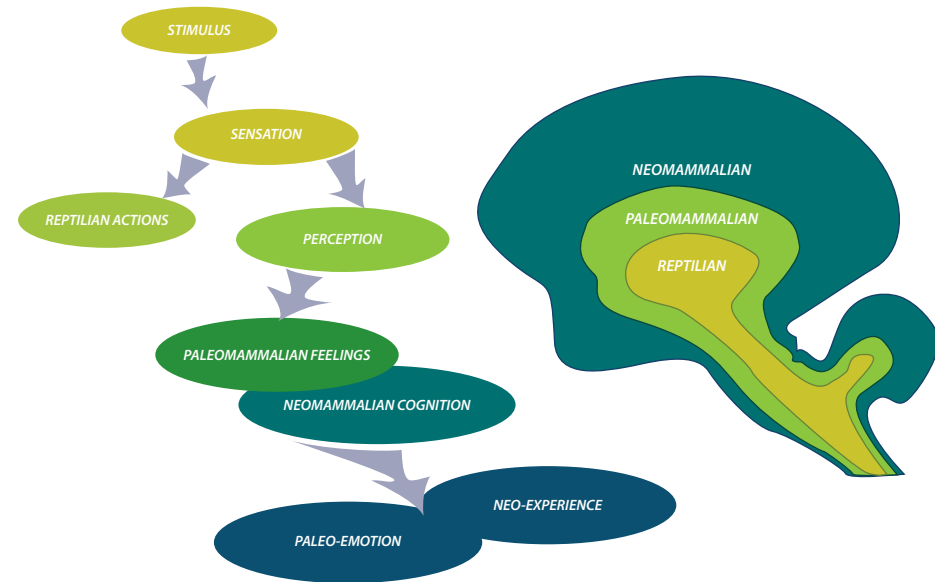 STIMULUS
SENSATION
REPTILIAN ACTIONS
PERCEPTION
PALEOMAMMALIAN FEELINGS
NEOMAMMALIAN COGNITION
NEO-EXPERIENCE
PALEO-EMOTION
NEOMAMMALIAN
PALEOMAMMALIAN
REPTILIAN